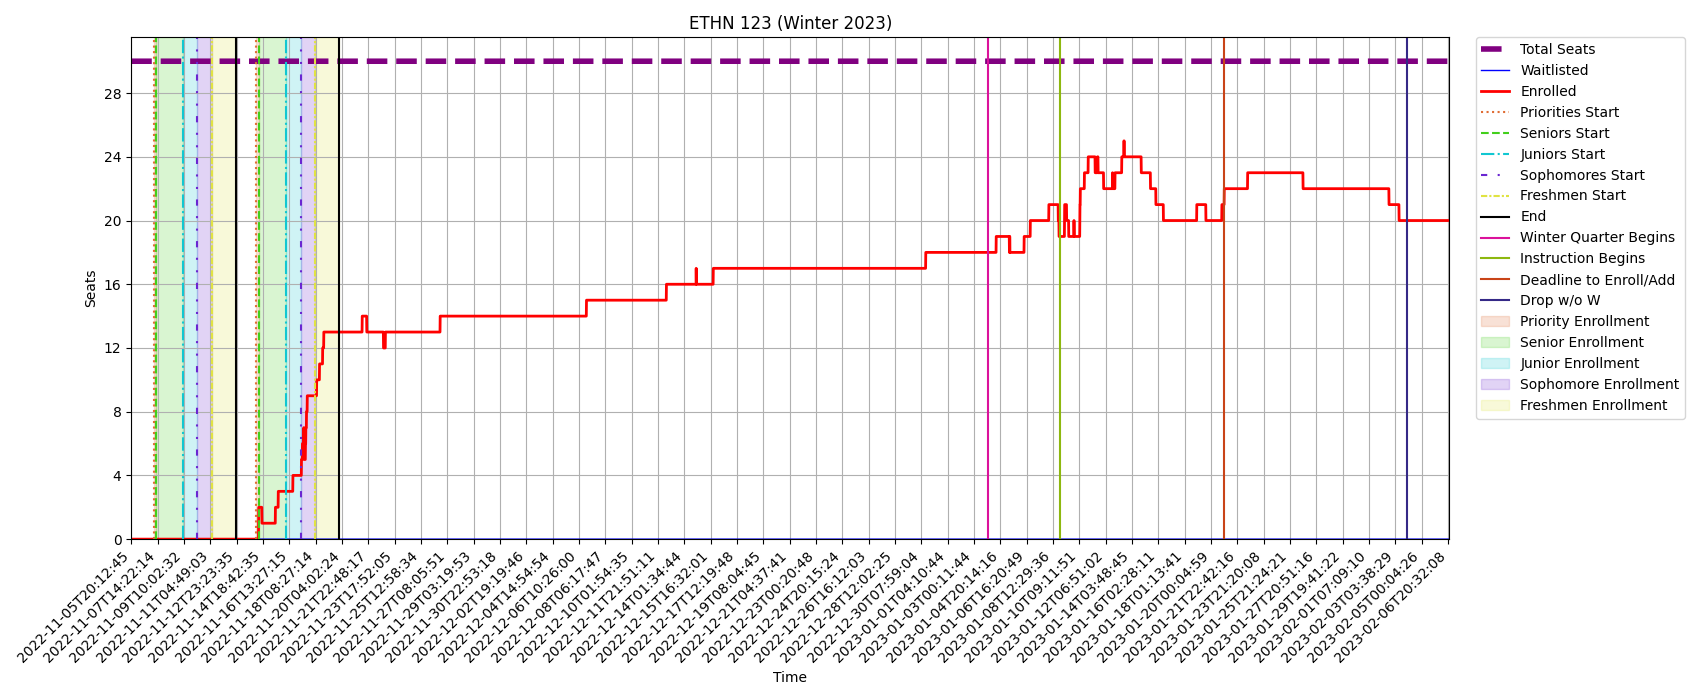 ETHN 123 (Winter 2023)
Total Seats
Waitlisted
Enrolled
Priorities Start
Seniors Start
Juniors Start
Sophomores Start
Freshmen Start
End
Winter Quarter Begins
Instruction Begins
Deadline to Enroll/Add
Drop w/o W
Priority Enrollment
Senior Enrollment
Junior Enrollment
Sophomore Enrollment
Freshmen Enrollment
Seats
28
24
20
16
12
8
4
0
2022-11-05T20:12:45
2022-11-07T14:22:14
2022-11-09T10:02:32
2022-11-11T04:49:03
2022-11-12T23:23:35
2022-11-14T18:42:35
2022-11-16T13:27:15
2022-11-18T08:27:14
2022-11-20T04:02:24
2022-11-21T22:48:17
2022-11-23T17:52:05
2022-11-25T12:58:34
2022-11-27T08:05:51
2022-11-29T03:19:53
2022-11-30T22:53:18
2022-12-02T19:19:46
2022-12-04T14:54:54
2022-12-06T10:26:00
2022-12-08T06:17:47
2022-12-10T01:54:35
2022-12-11T21:51:11
2022-12-14T01:34:44
2022-12-15T16:32:01
2022-12-17T12:19:48
2022-12-19T08:04:45
2022-12-21T04:37:41
2022-12-23T00:20:48
2022-12-24T20:15:24
2022-12-26T16:12:03
2022-12-28T12:02:25
2022-12-30T07:59:04
2023-01-01T04:10:44
2023-01-03T00:11:44
2023-01-04T20:14:16
2023-01-06T16:20:49
2023-01-08T12:29:36
2023-01-10T09:11:51
2023-01-12T06:51:02
2023-01-14T03:48:45
2023-01-16T02:28:11
2023-01-18T01:13:41
2023-01-20T00:04:59
2023-01-21T22:42:16
2023-01-23T21:20:08
2023-01-25T21:24:21
2023-01-27T20:51:16
2023-01-29T19:41:22
2023-02-01T07:09:10
2023-02-03T03:38:29
2023-02-05T00:04:26
2023-02-06T20:32:08
Time